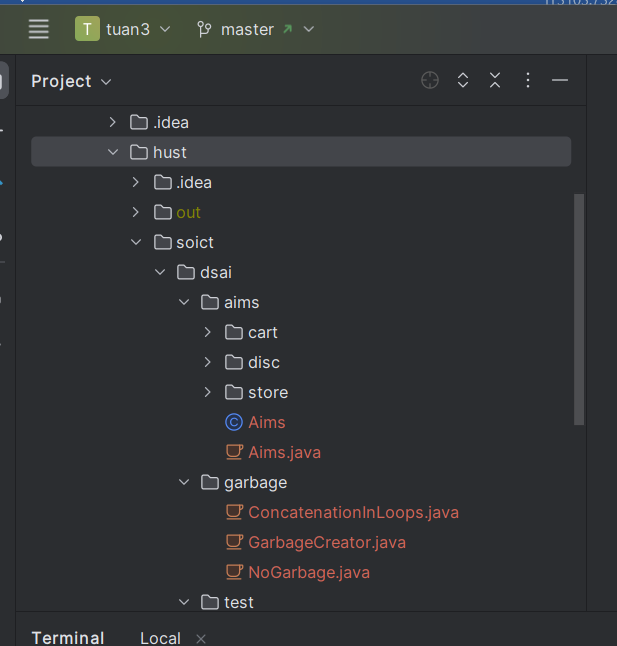 T tuan3 master
Project
.idea
hust
.idea
out
soict
dsai
aims
cart
disc
store
Aims
Aims.java
garbage
ConcatenationInLoops.java
GarbageCreator.java
NoGarbage.java
test
Terminal Local